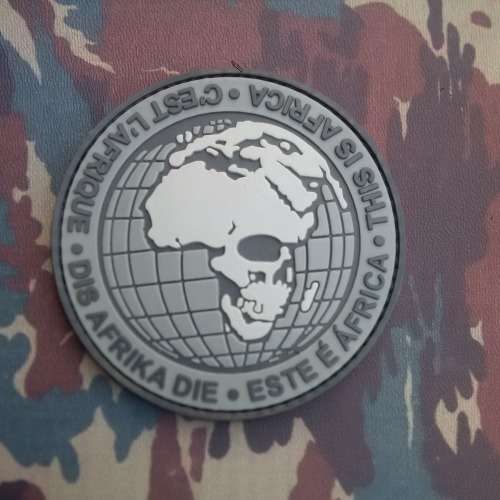 THIS IS AFRICA • ESTE É ÁFRICA • DIS AFRIKA DIE • C'EST L'AFRIQUE •